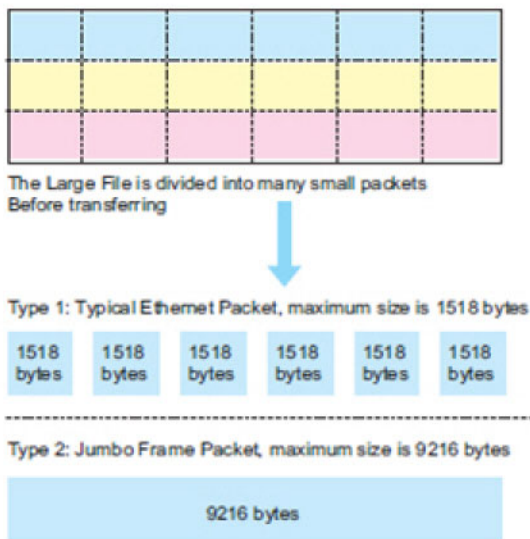 The Large File is divided into many small packets
Before transferring
Type 1: Typical Ethernet Packet, maximum size is 1518 bytes
1518 bytes
1518 bytes
1518 bytes
1518 bytes
1518 bytes
1518 bytes
Type 2: Jumbo Frame Packet, maximum size is 9216 bytes
9216 bytes